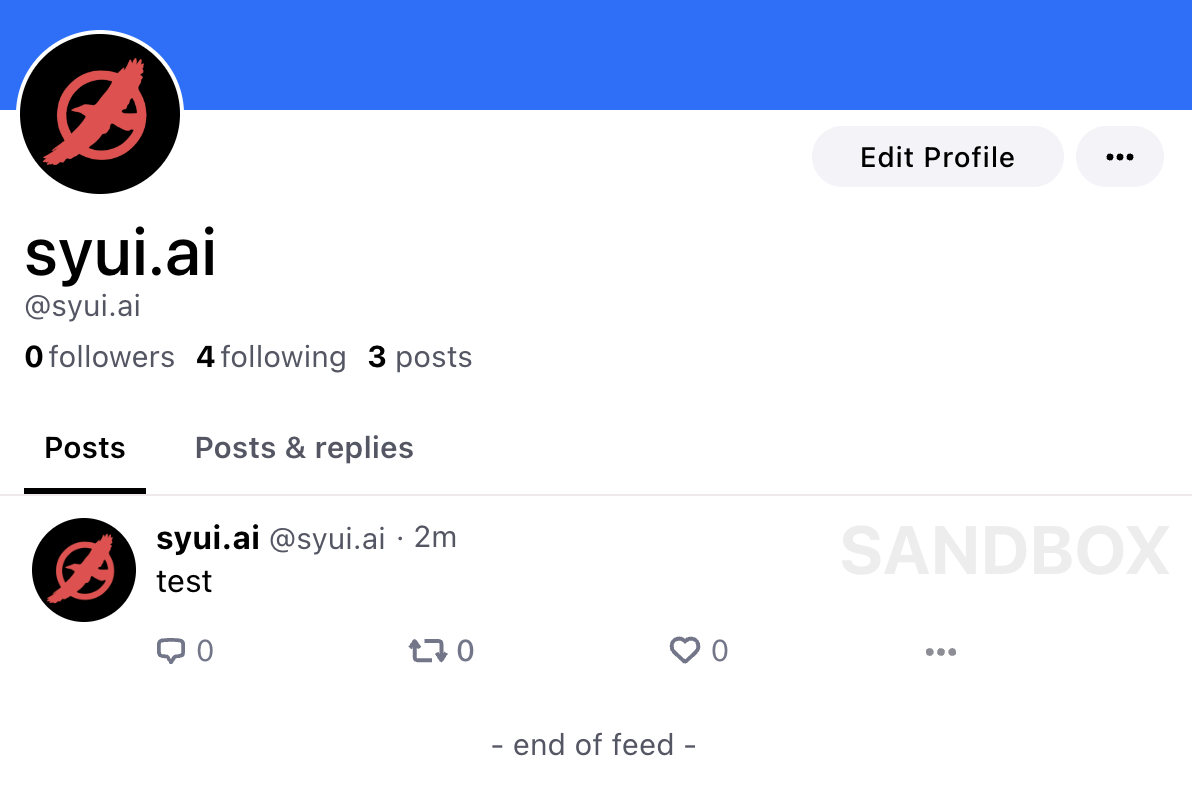 Edit Profile
syui.ai
@syui.ai
0 followers 4 following 3 posts
Posts Posts & replies
syui.ai @syui.ai · 2m
SANDBOX
test
0 0 0
- end of feed -